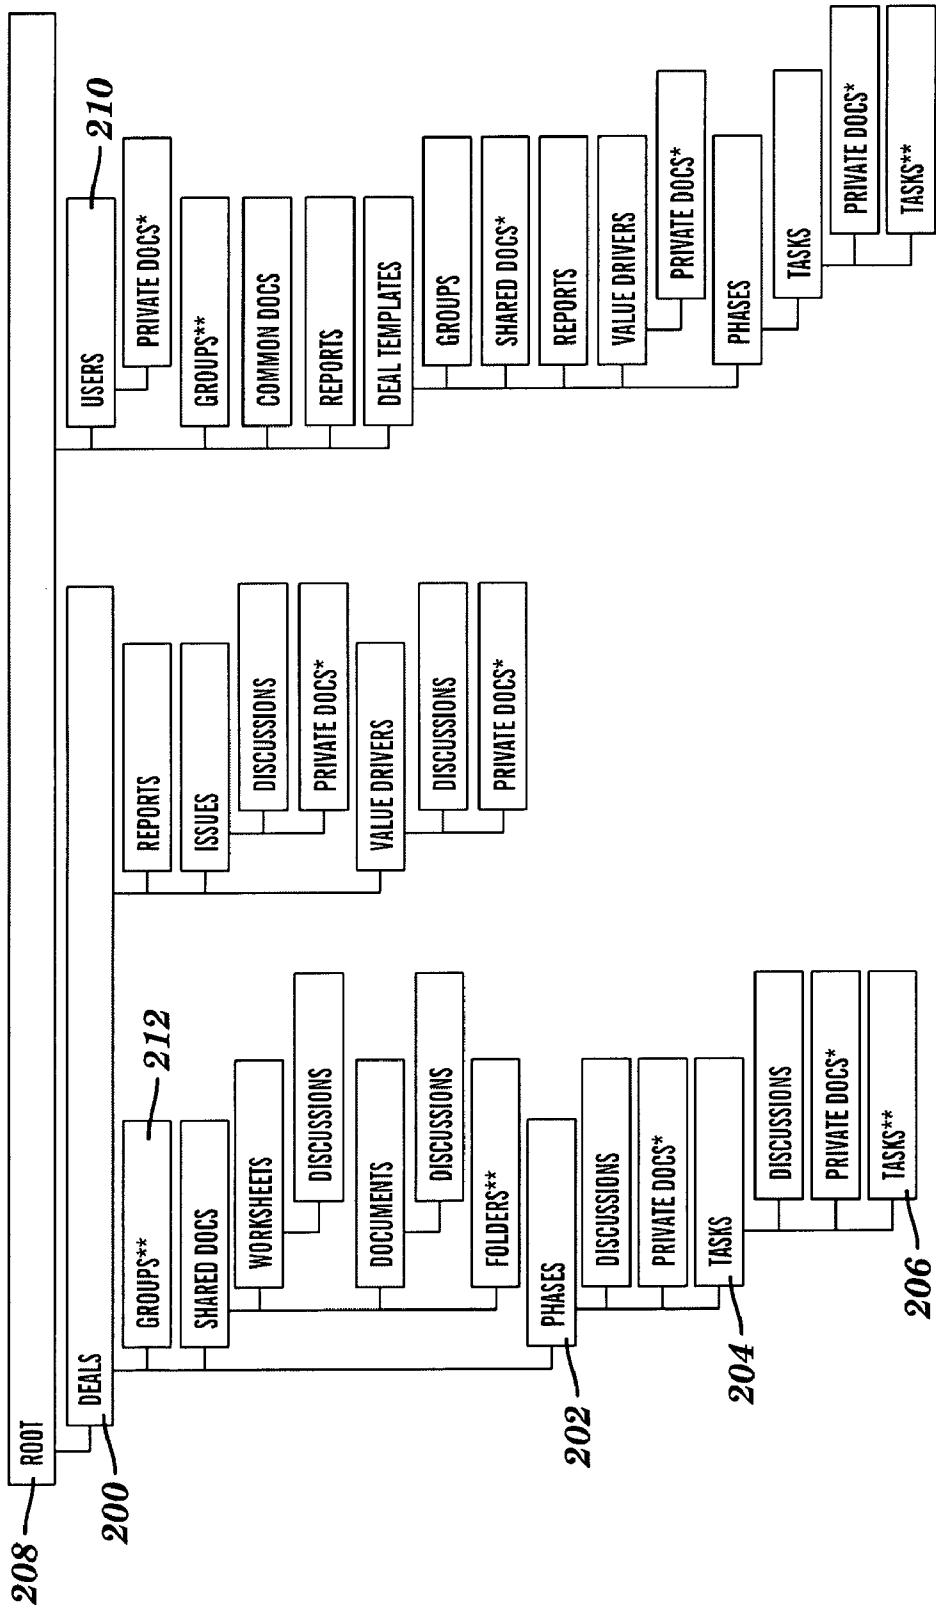 208
ROOT
200
DEALS
GROUPS**
212
SHARED DOCS
WORKSHEETS
DISCUSSIONS
DOCUMENTS
DISCUSSIONS
FOLDERS**
202
PHASES
DISCUSSIONS
PRIVATE DOCS*
204
TASKS
DISCUSSIONS
PRIVATE DOCS*
206
TASKS**
REPORTS
ISSUES
DISCUSSIONS
PRIVATE DOCS*
VALUE DRIVERS
DISCUSSIONS
PRIVATE DOCS*
USERS
210
PRIVATE DOCS*
GROUPS**
COMMON DOCS
REPORTS
DEAL TEMPLATES
GROUPS
SHARED DOCS*
REPORTS
VALUE DRIVERS
PRIVATE DOCS*
PHASES
TASKS
PRIVATE DOCS*
TASKS**